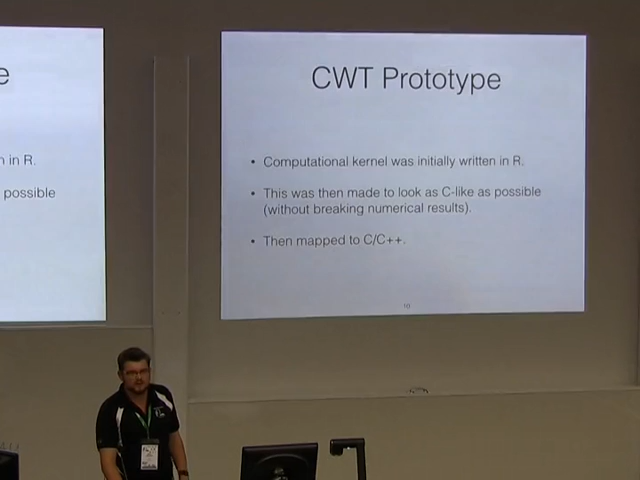 e
n in R.
possible
CWT Prototype
• Computational kernel was initially written in R.
• This was then made to look as C-like as possible
(without breaking numerical results).
• Then mapped to C/C++.
10